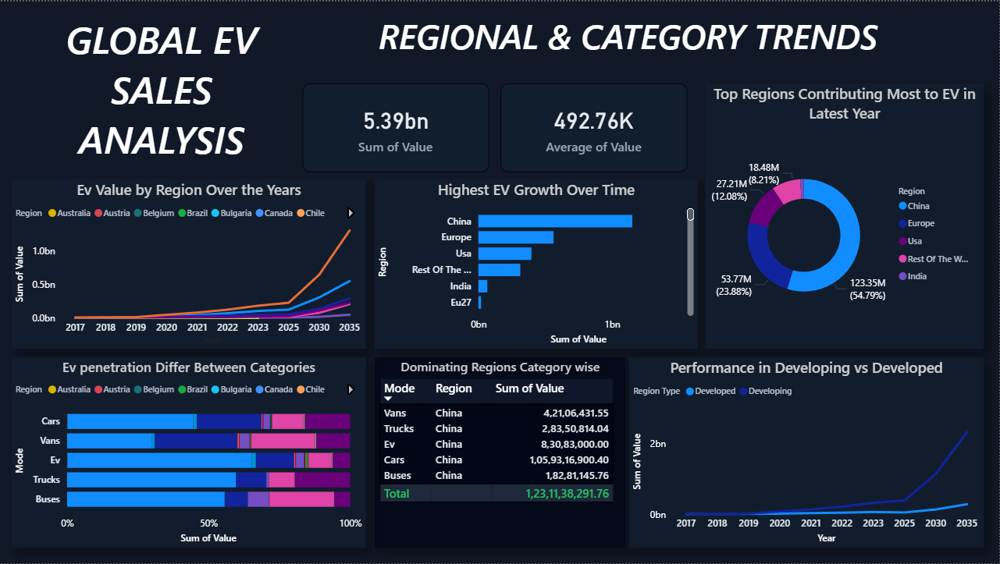 GLOBAL EV
SALES
ANALYSIS
REGIONAL & CATEGORY TRENDS
5.39bn
Sum of Value
492.76K
Average of Value
Top Regions Contributing Most to EV in
Latest Year
18.48M
(8.21%)
27.21M
(12.08%)
53.77M
(23.88%)
123.35M
(54.79%)
Region
China
Europe
Usa
Rest Of The W...
India
Ev Value by Region Over the Years
Region Australia Austria Belgium Brazil Bulgaria Canada Chile
Sum of Value
1.0bn
0.5bn
0.0bn
2017 2018 2019 2020 2021 2022 2023 2025 2030 2035
Year
Highest EV Growth Over Time
Region
China
Europe
Usa
Rest Of The ...
India
Eu27
0bn 1bn
Sum of Value
Ev penetration Differ Between Categories
Region Australia Austria Belgium Brazil Bulgaria Canada Chile
Mode
Cars
Vans
Ev
Trucks
Buses
0% 50% 100%
Sum of Value
Dominating Regions Category wise
Mode Region Sum of Value
Vans China 4,21,06,431.55
Trucks China 2,83,50,814.04
Ev China 8,30,83,000.00
Cars China 1,05,93,16,900.40
Buses China 1,82,81,145.76
Total 1,23,11,38,291.76
Performance in Developing vs Developed
Region Type Developed Developing
Sum of Value
2bn
0bn
2017 2018 2019 2020 2021 2022 2023 2025 2030 2035
Year